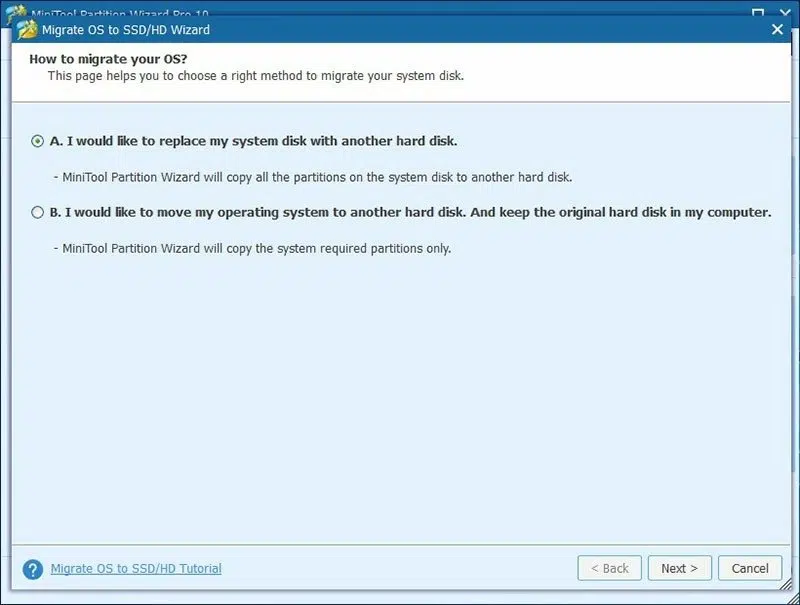 MiniTool Partition Wizard Pro 10
Migrate OS to SSD/HD Wizard
How to migrate your OS?
This page helps you to choose a right method to migrate your system disk.
A. I would like to replace my system disk with another hard disk.
- MiniTool Partition Wizard will copy all the partitions on the system disk to another hard disk.
B. I would like to move my operating system to another hard disk. And keep the original hard disk in my computer.
- MiniTool Partition Wizard will copy the system required partitions only.
? Migrate OS to SSD/HD Tutorial
< Back Next > Cancel